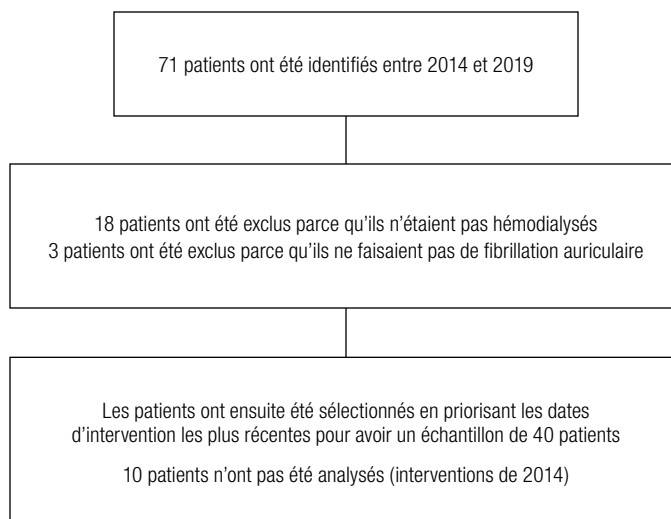 71 patients ont été identifiés entre 2014 et 2019
18 patients ont été exclus parce qu'ils n'étaient pas hémodialysés
3 patients ont été exclus parce qu'ils ne faisaient pas de fibrillation auriculaire
Les patients ont ensuite été sélectionnés en priorisant les dates
d'intervention les plus récentes pour avoir un échantillon de 40 patients
10 patients n'ont pas été analysés (interventions de 2014)